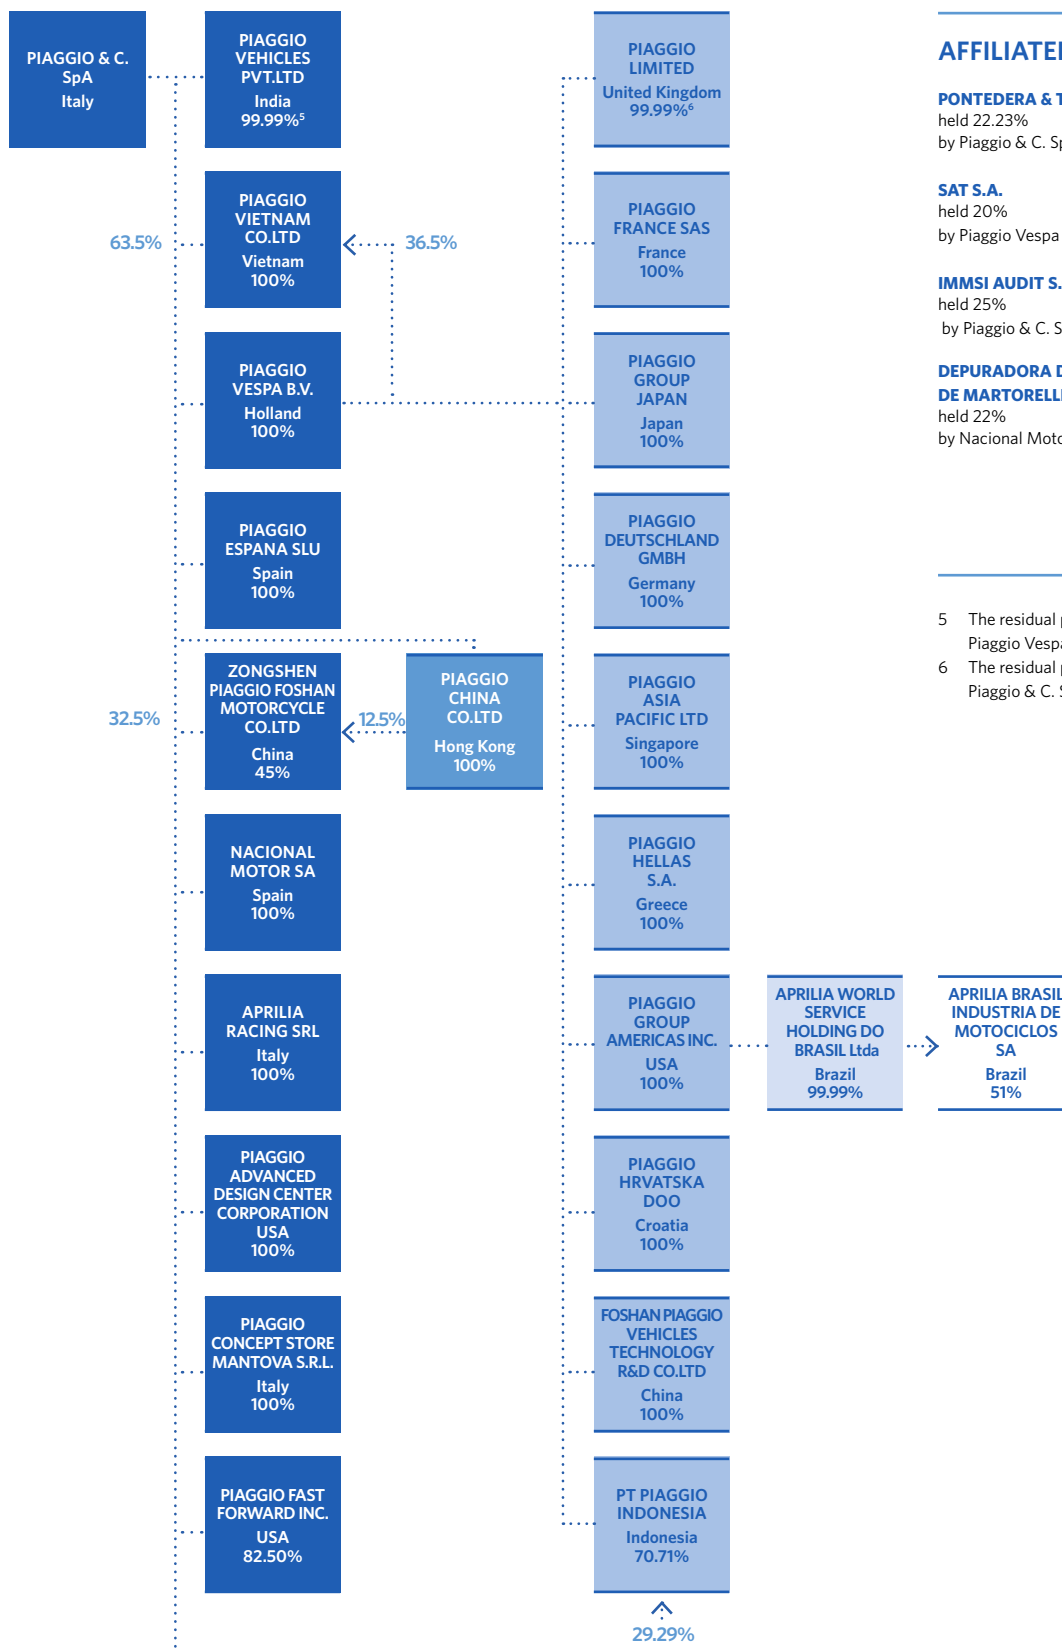 PIAGGIO & C.
SpA
Italy
PIAGGIO
VEHICLES
PVT.LTD
India
99.99%5
63.5%
PIAGGIO
VIETNAM
CO.LTD
Vietnam
100%
36.5%
PIAGGIO
VESPA B.V.
Holland
100%
PIAGGIO
ESPANA SLU
Spain
100%
32.5%
ZONGSHEN
PIAGGIO FOSHAN
MOTORCYCLE
CO.LTD
China
45%
12.5%
PIAGGIO
CHINA
CO.LTD
Hong Kong
100%
NACIONAL
MOTOR SA
Spain
100%
APRILIA
RACING SRL
Italy
100%
PIAGGIO
ADVANCED
DESIGN CENTER
CORPORATION
USA
100%
PIAGGIO
CONCEPT STORE
MANTOVA S.R.L.
Italy
100%
PIAGGIO FAST
FORWARD INC.
USA
82.50%
PIAGGIO
LIMITED
United Kingdom
99.99%6
PIAGGIO
FRANCE SAS
France
100%
PIAGGIO
GROUP
JAPAN
Japan
100%
PIAGGIO
DEUTSCHLAND
GMBH
Germany
100%
PIAGGIO
ASIA
PACIFIC LTD
Singapore
100%
PIAGGIO
HELLAS
S.A.
Greece
100%
PIAGGIO
GROUP
AMERICAS INC.
USA
100%
APRILIA WORLD
SERVICE
HOLDING DO
BRASIL Ltda
Brazil
99.99%
APRILIA BRASIL
INDUSTRIA DE
MOTOCICLOS
SA
Brazil
51%
PIAGGIO
HRVATSKA
DOO
Croatia
100%
FOSHAN PIAGGIO
VEHICLES
TECHNOLOGY
R&D CO.LTD
China
100%
PT PIAGGIO
INDONESIA
Indonesia
70.71%
29.29%
AFFILIATE
PONTEDERA & T
held 22.23%
by Piaggio & C. Sp
SAT S.A.
held 20%
by Piaggio Vespa
IMMSI AUDIT S.
held 25%
by Piaggio & C. S
DEPURADORA D
DE MARTORELL
held 22%
by Nacional Moto
5 The residual p
Piaggio Vespa
6 The residual p
Piaggio & C. S